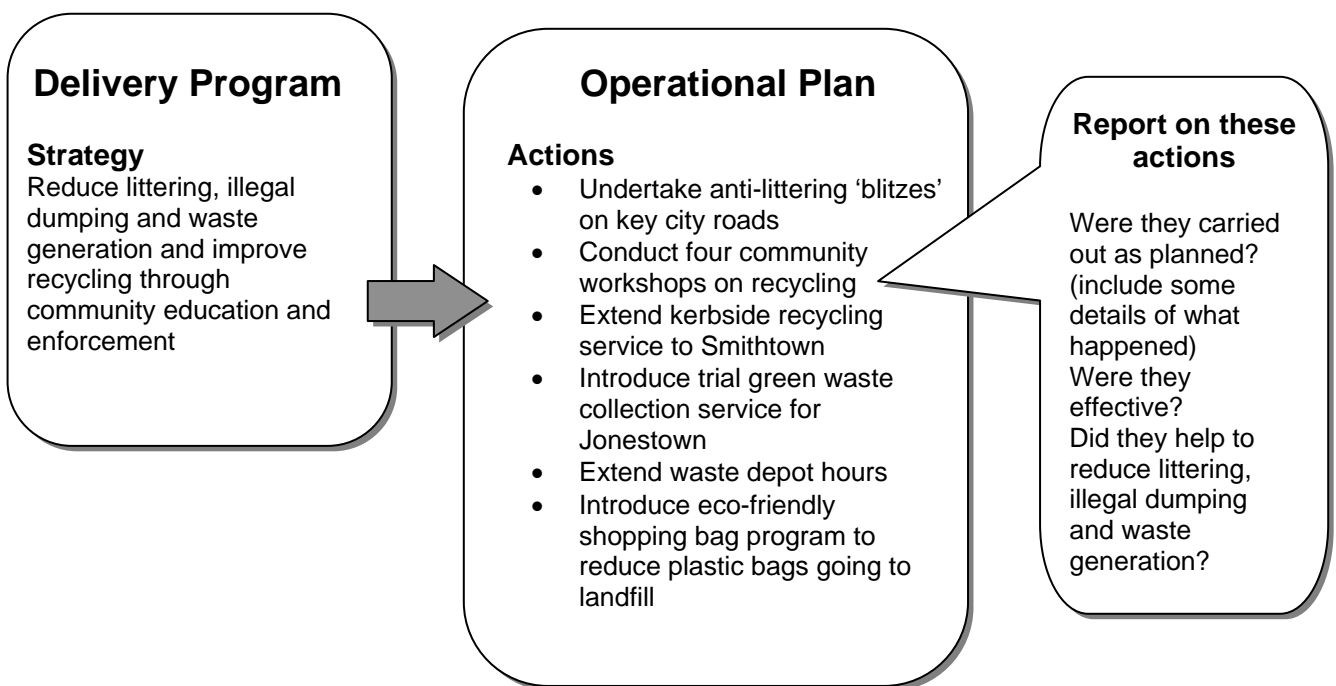 Delivery Program
Strategy
Reduce littering, illegal
dumping and waste
generation and improve
recycling through
community education and
enforcement
Operational Plan
Actions
• Undertake anti-littering ‘blitzes’
on key city roads
• Conduct four community
workshops on recycling
• Extend kerbside recycling
service to Smithtown
• Introduce trial green waste
collection service for
Jonestown
• Extend waste depot hours
• Introduce eco-friendly
shopping bag program to
reduce plastic bags going to
landfill
Report on these
actions
Were they carried
out as planned?
(include some
details of what
happened)
Were they
effective?
Did they help to
reduce littering,
illegal dumping
and waste
generation?